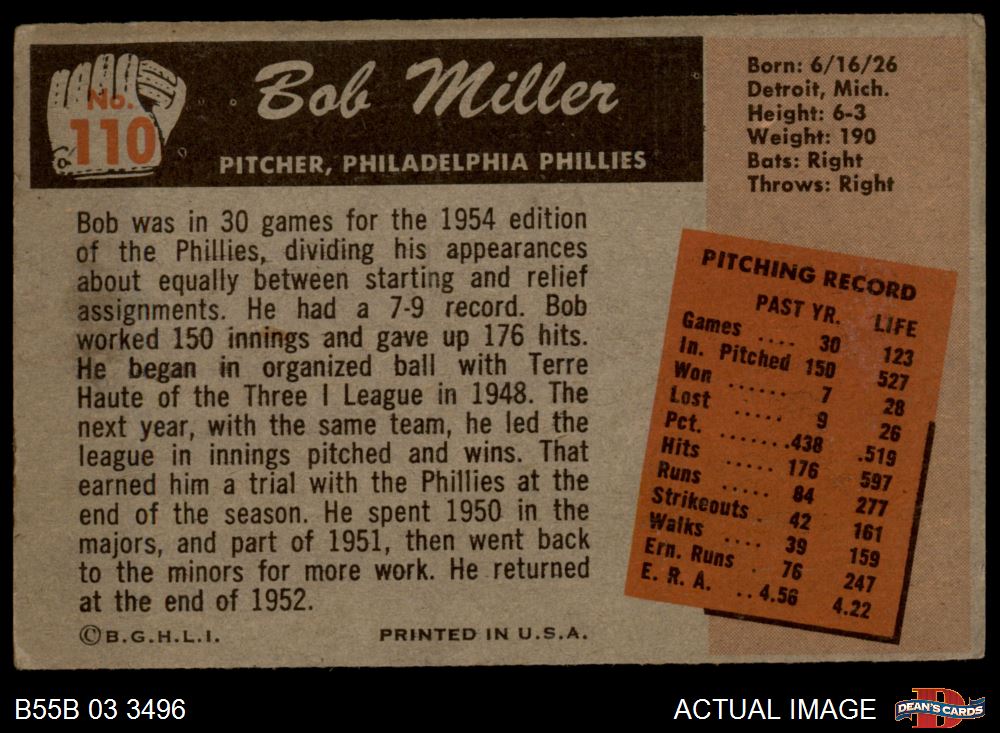 No.
110
Bob Miller
PITCHER, PHILADELPHIA PHILLIES
Born: 6/16/26
Detroit, Mich.
Height: 6-3
Weight: 190
Bats: Right
Throws: Right
Bob was in 30 games for the 1954 edition
of the Phillies, dividing his appearances
about equally between starting and relief
assignments. He had a 7-9 record. Bob
worked 150 innings and gave up 176 hits.
He began in organized ball with Terre
Haute of the Three I League in 1948. The
next year, with the same team, he led the
league in innings pitched and wins. That
earned him a trial with the Phillies at the
end of the season. He spent 1950 in the
majors, and part of 1951, then went back
to the minors for more work. He returned
at the end of 1952.
PITCHING RECORD
PAST YR. LIFE
Games .... 30 123
In. Pitched 150 527
Won ...... 7 28
Lost ..... 9 26
Pct. .......438 .519
Hits ..... 176 597
Runs ..... 84 277
Strikeouts . 42 161
Walks .... 39 159
Ern. Runs . 76 247
E. R. A. ..4.56 4.22
©B.G.H.L.I. PRINTED IN U.S.A.
B55B 03 3496 ACTUAL IMAGE DEAN'S CARDS